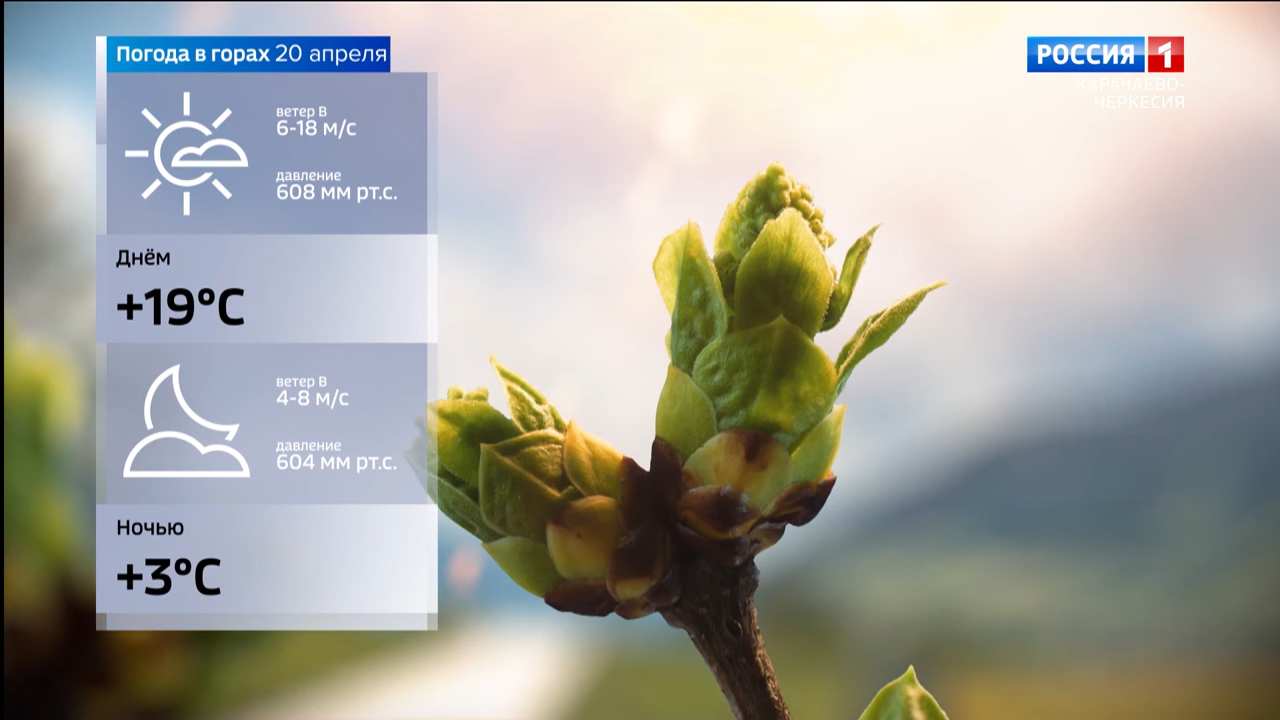 Погода в горах 20 апреля
РОССИЯ 1
КАРАЧАЕВО-
ЧЕРКЕСИЯ
ветер В
6-18 м/с
давление
608 мм рт.с.
Днём
+19°C
ветер В
4-8 м/с
давление
604 мм рт.с.
Ночью
+3°C